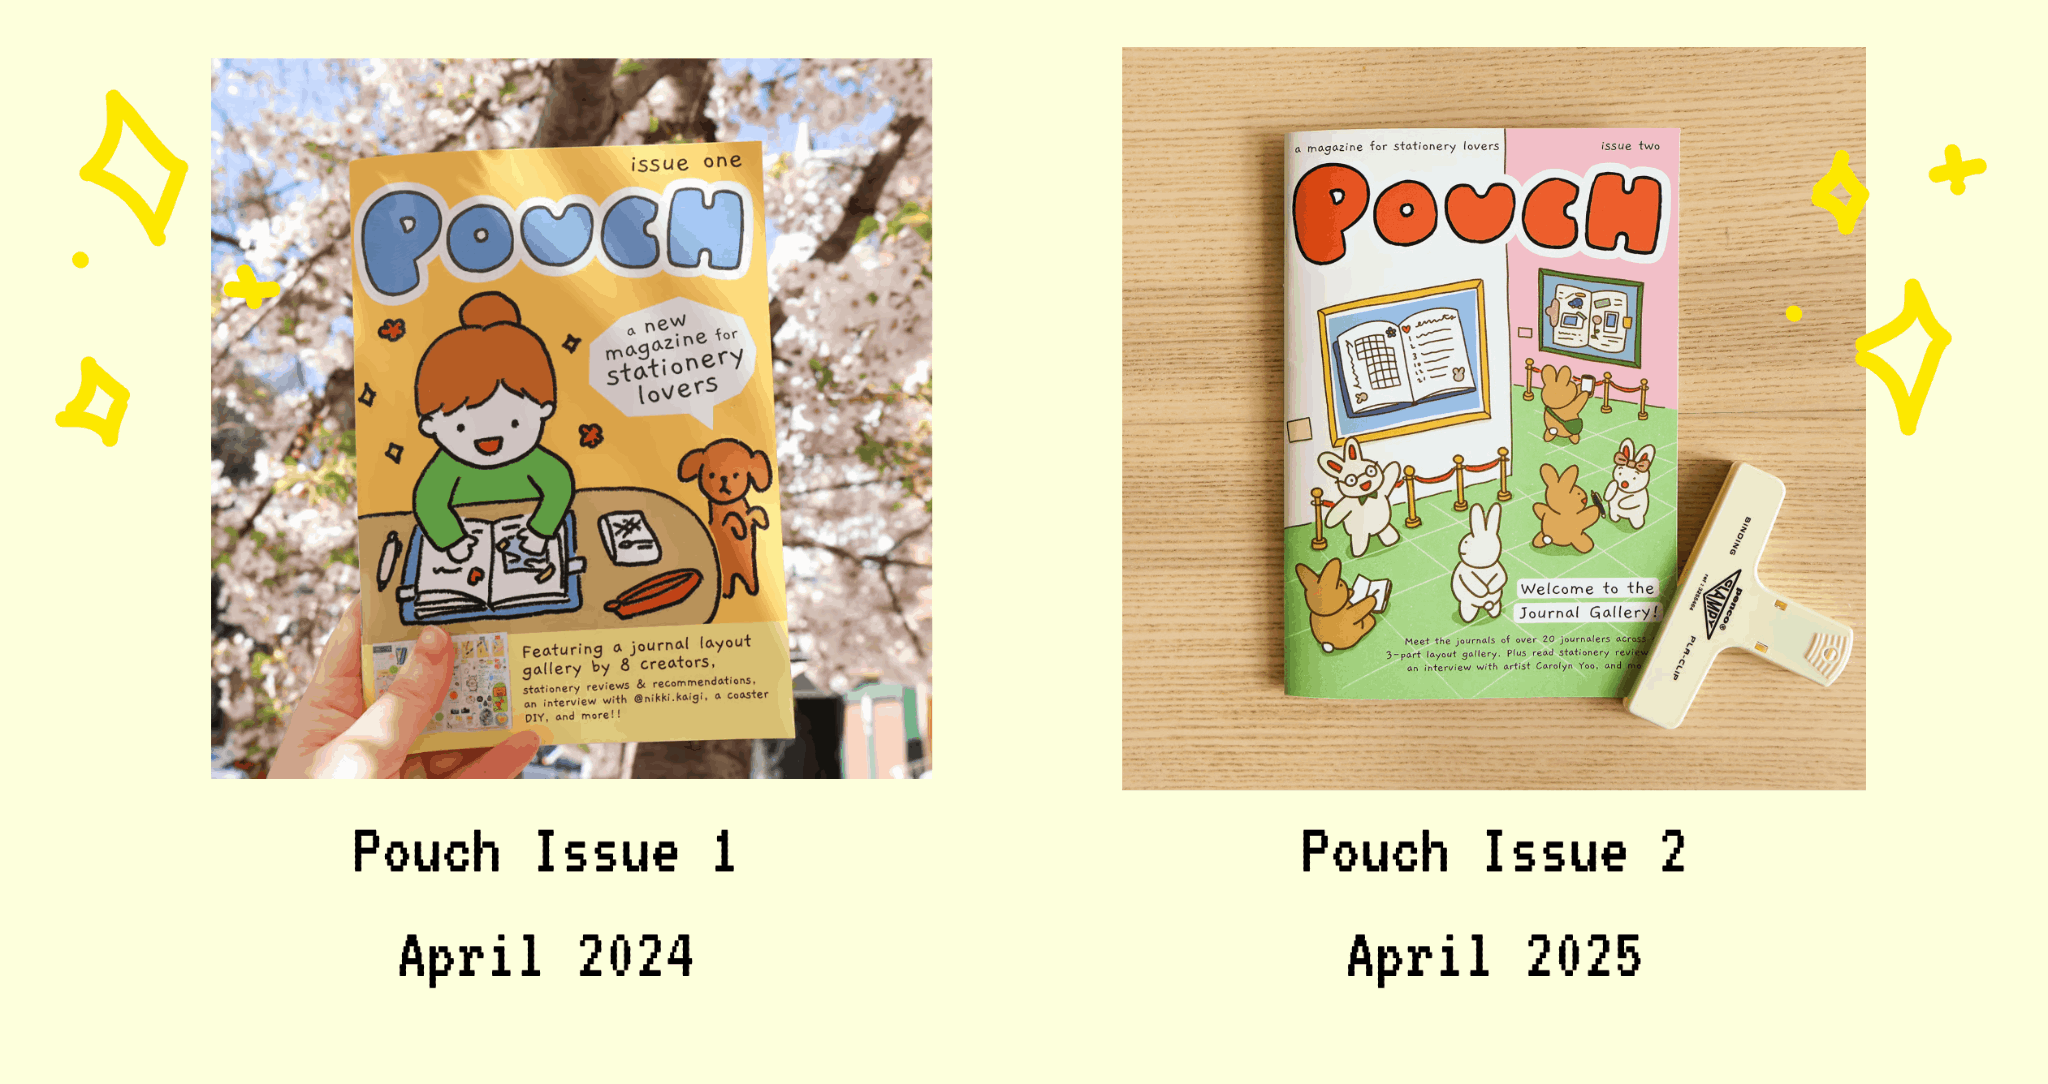 issue one
POUCH
a new
magazine for
stationery
lovers
Featuring a journal layout
gallery by 8 creators,
stationery reviews & recommendations,
an interview with @nikki.kaigi, a coaster
DIY, and more!!
Pouch Issue 1
April 2024
a magazine for stationery lovers
issue two
POUCH
Welcome to the
Journal Gallery!
Meet the journals of over 20 journalers across
3-part layout gallery. Plus read stationery
an interview with artist Carolyn Yoo, and
BINDING
penco®
CLAMPY
PLA-CLIP
Pouch Issue 2
April 2025